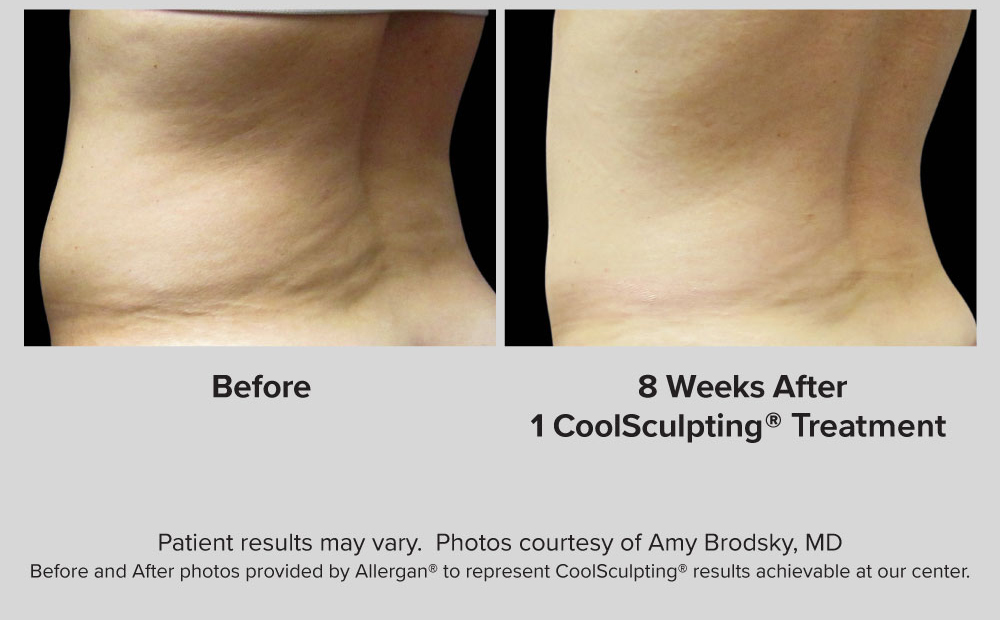 Before
8 Weeks After
1 CoolSculpting® Treatment
Patient results may vary.  Photos courtesy of Amy Brodsky, MD
Before and After photos provided by Allergan® to represent CoolSculpting® results achievable at our center.